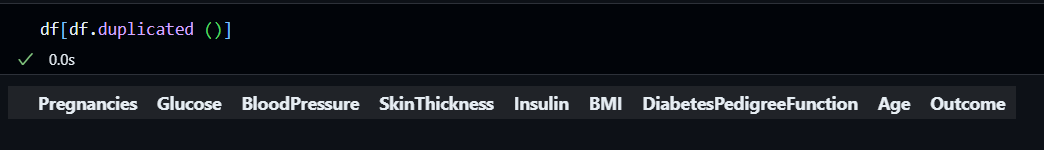 df[df.duplicated ()]
0.0s
Pregnancies Glucose BloodPressure SkinThickness Insulin BMI DiabetesPedigreeFunction Age Outcome